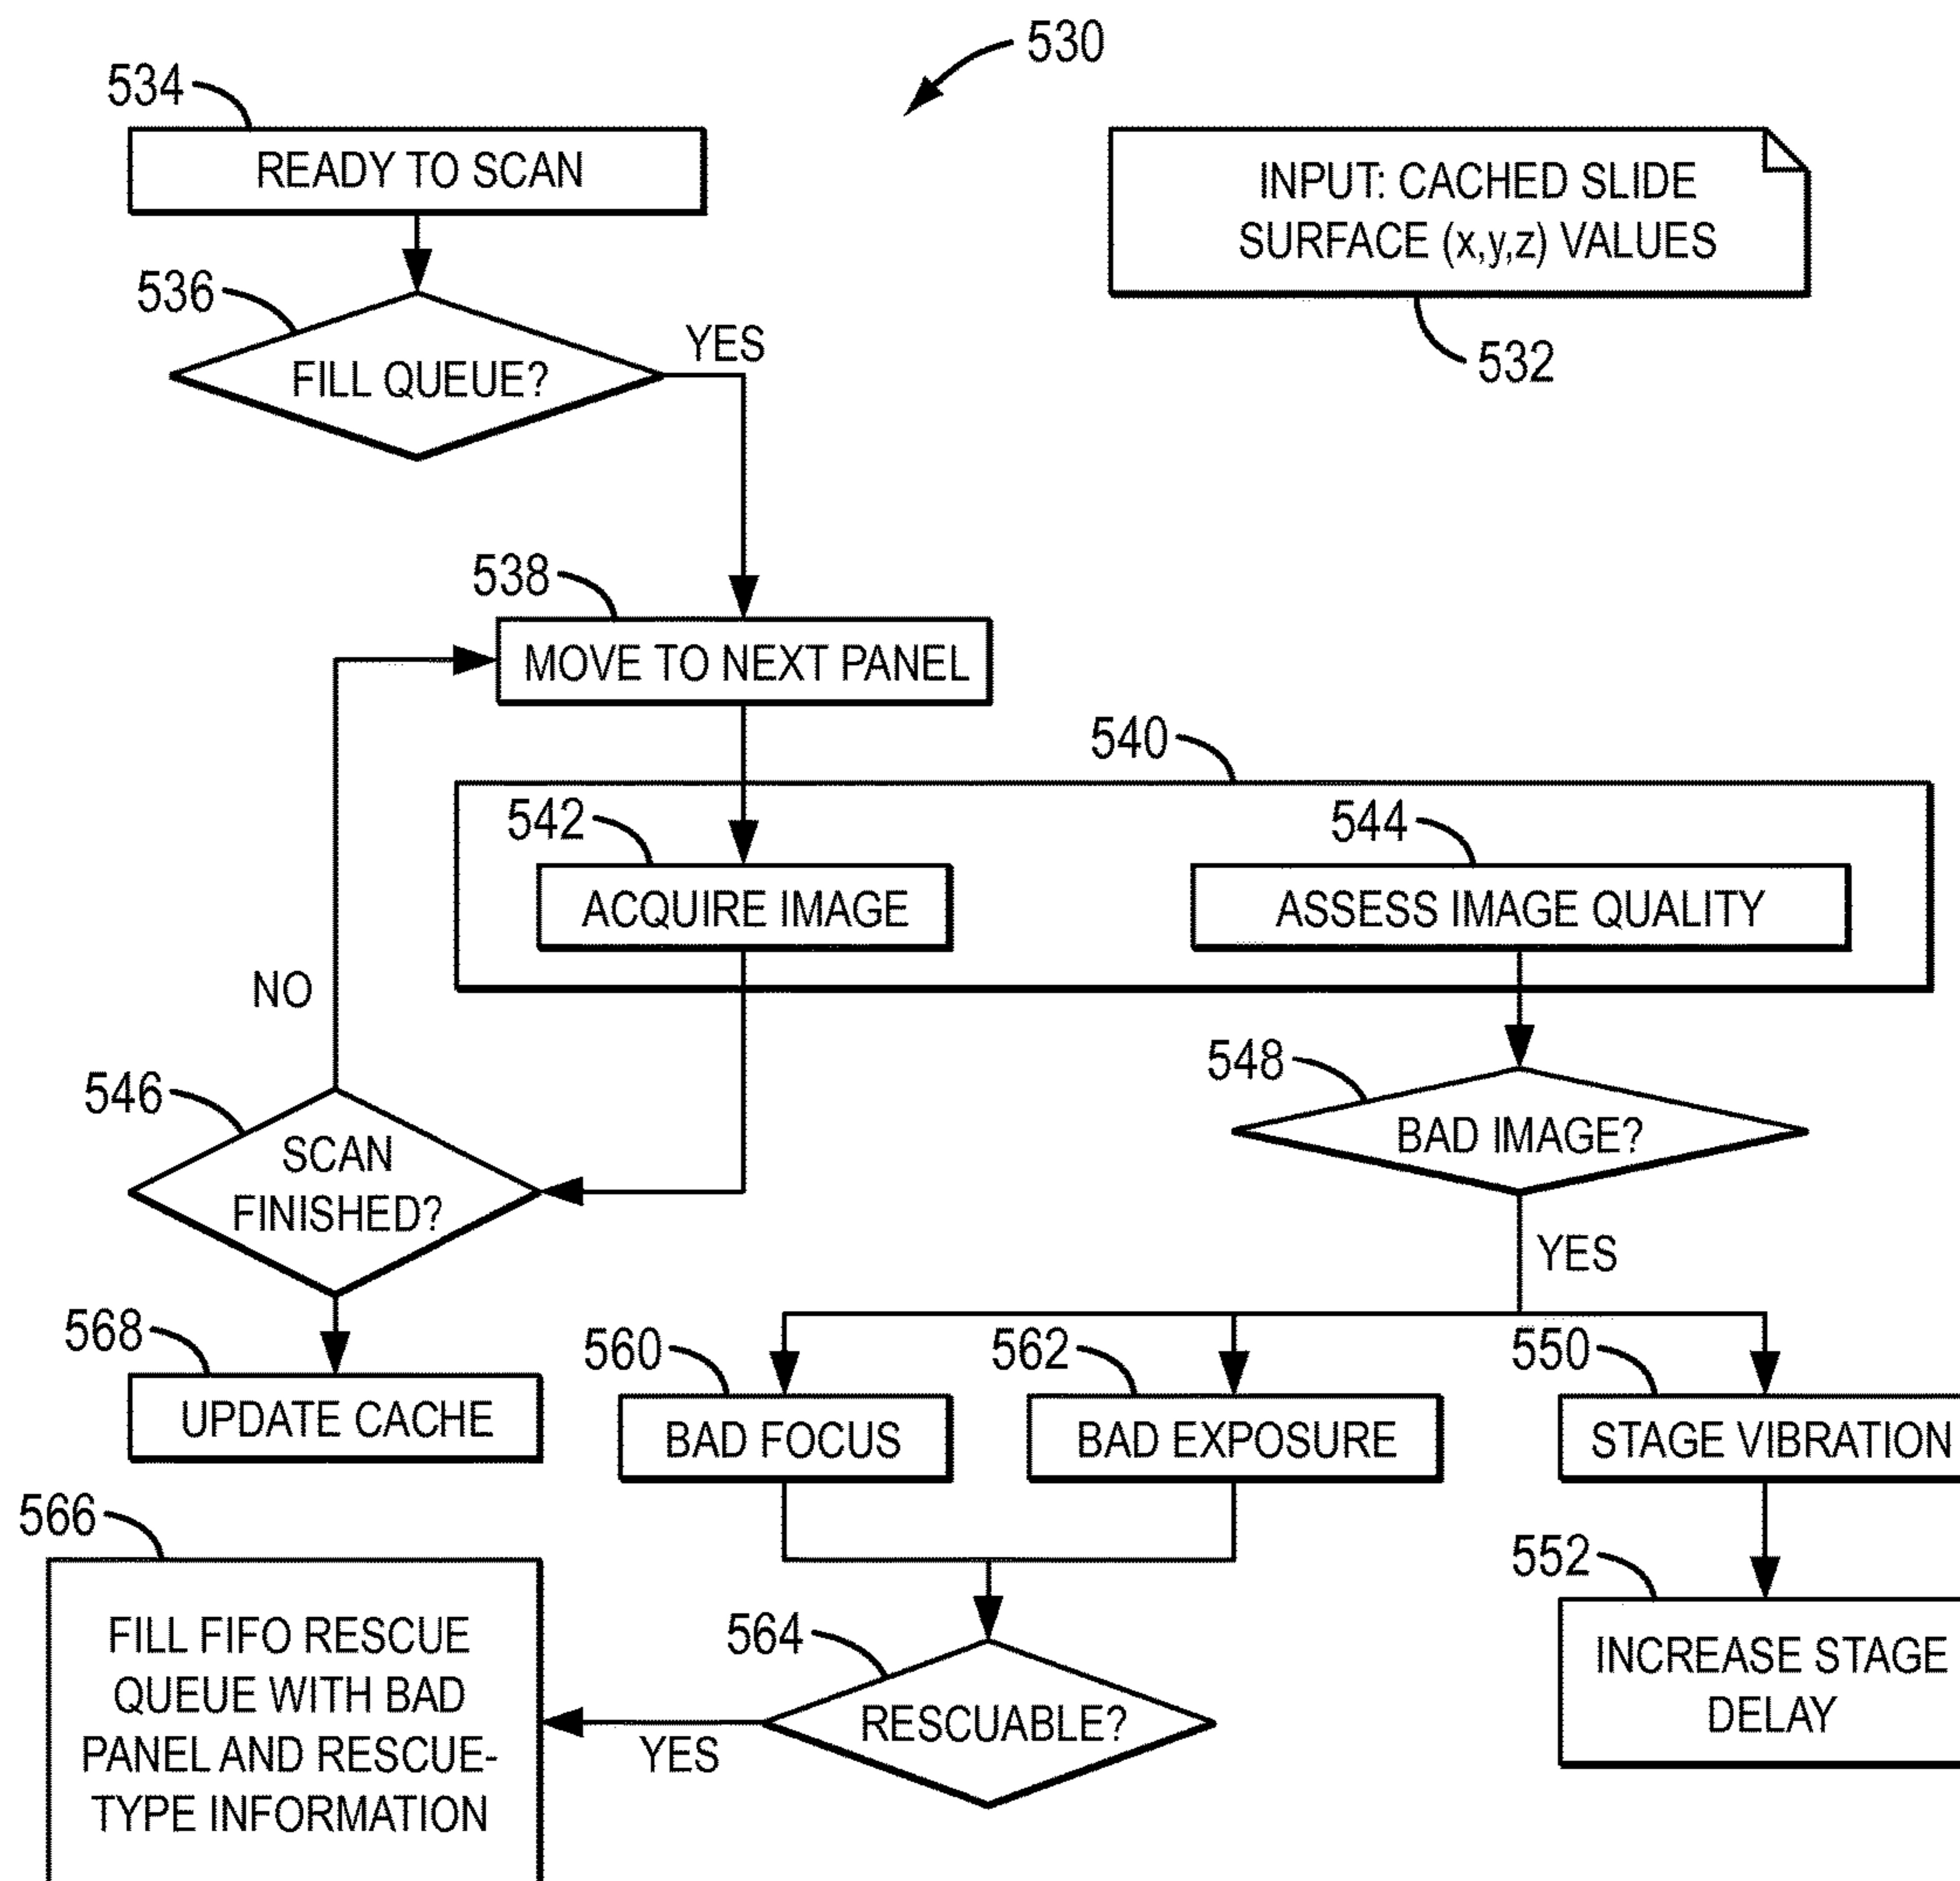 530
534
READY TO SCAN
INPUT: CACHED SLIDE
SURFACE (x,y,z) VALUES
532
536
FILL QUEUE?
YES
538
MOVE TO NEXT PANEL
540
542
ACQUIRE IMAGE
544
ASSESS IMAGE QUALITY
NO
546
SCAN
FINISHED?
548
BAD IMAGE?
YES
568
UPDATE CACHE
560
BAD FOCUS
562
BAD EXPOSURE
550
STAGE VIBRATION
552
INCREASE STAGE
DELAY
564
RESCUABLE?
YES
566
FILL FIFO RESCUE
QUEUE WITH BAD
PANEL AND RESCUE-
TYPE INFORMATION